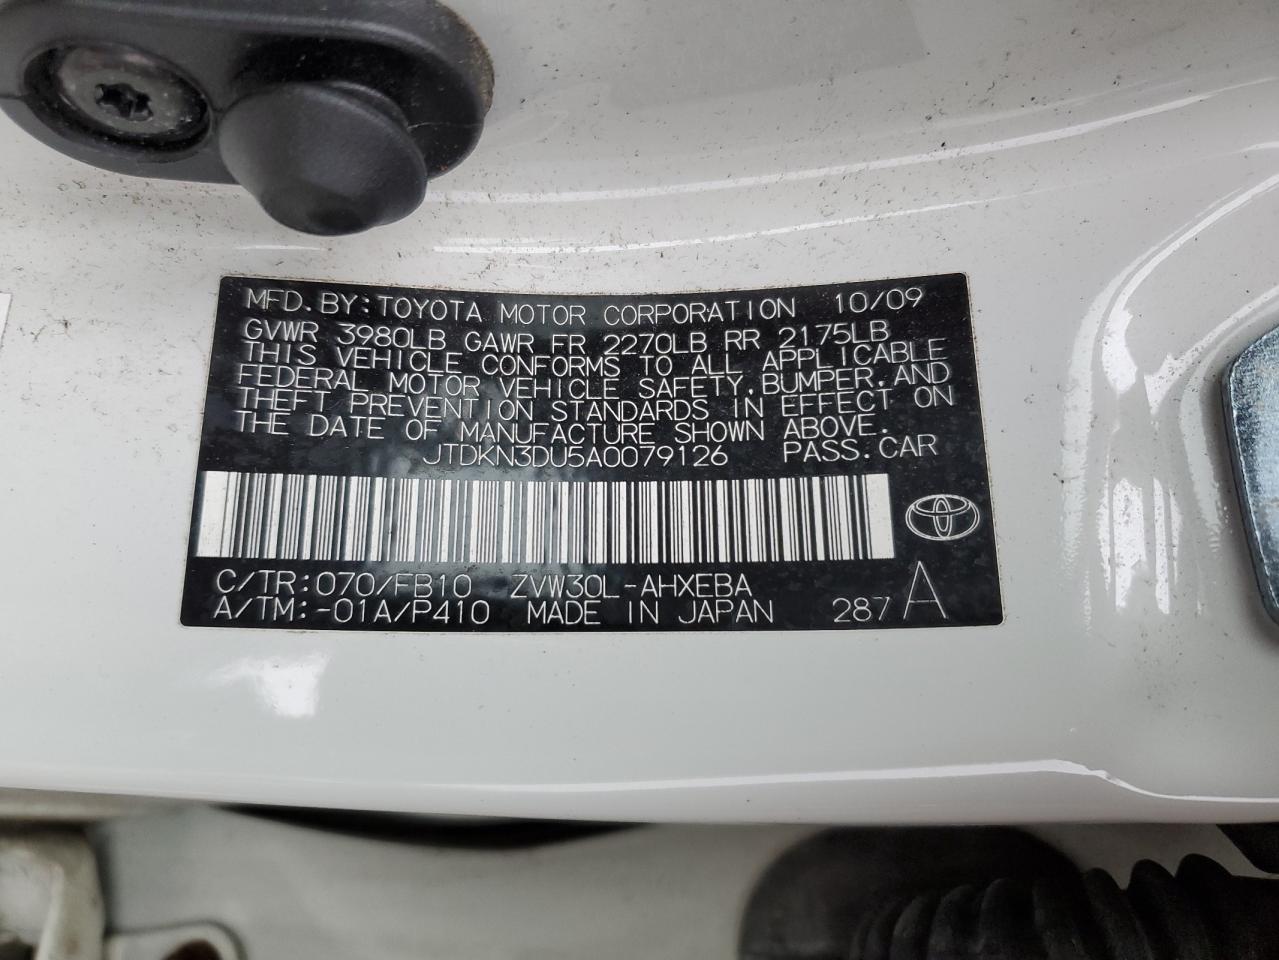 MFD.BY:TOYOTA MOTOR CORPORATION 10/09
GVWR 3980LB GAWR FR 2270LB RR 2175LB
THIS VEHICLE CONFORMS TO ALL APPLICABLE
FEDERAL MOTOR VEHICLE SAFETY,BUMPER,AND
THEFT PREVENTION STANDARDS IN EFFECT ON
THE DATE OF MANUFACTURE SHOWN ABOVE.
JTDKN3DU5A0079126 PASS.CAR
C/TR:070/FB10 ZVW30L-AHXEBA
A/TM:-01A/P410 MADE IN JAPAN 287 A